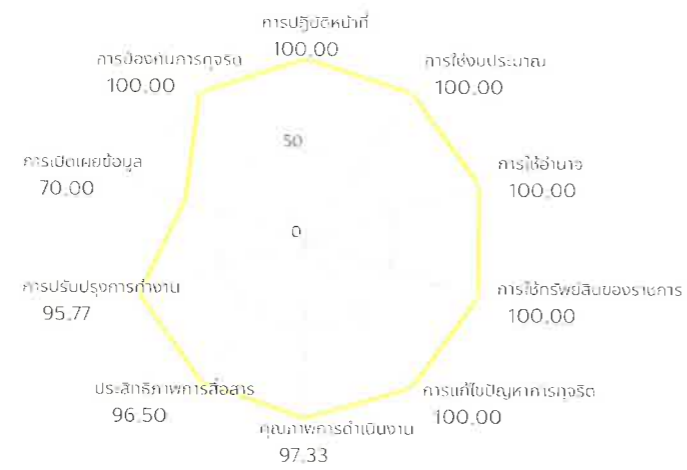 การปฏิบัติหน้าที่
100.00
การป้องกันการทุจริต
100.00
การใช้งบประมาณ
100.00
50
การเปิดเผยข้อมูล
70.00
การใช้อำนาจ
100.00
0
การปรับปรุงการทำงาน
95.77
การใช้ทรัพย์สินของราชการ
100.00
ประสิทธิภาพการสื่อสาร
96.50
การแก้ไขปัญหาการทุจริต
100.00
คุณภาพการดำเนินงาน
97.33